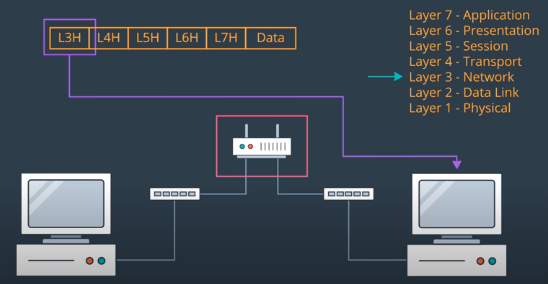 L3H L4H L5H L6H L7H Data
Layer 7 - Application
Layer 6 - Presentation
Layer 5 - Session
Layer 4 - Transport
Layer 3 - Network
Layer 2 - Data Link
Layer 1 - Physical